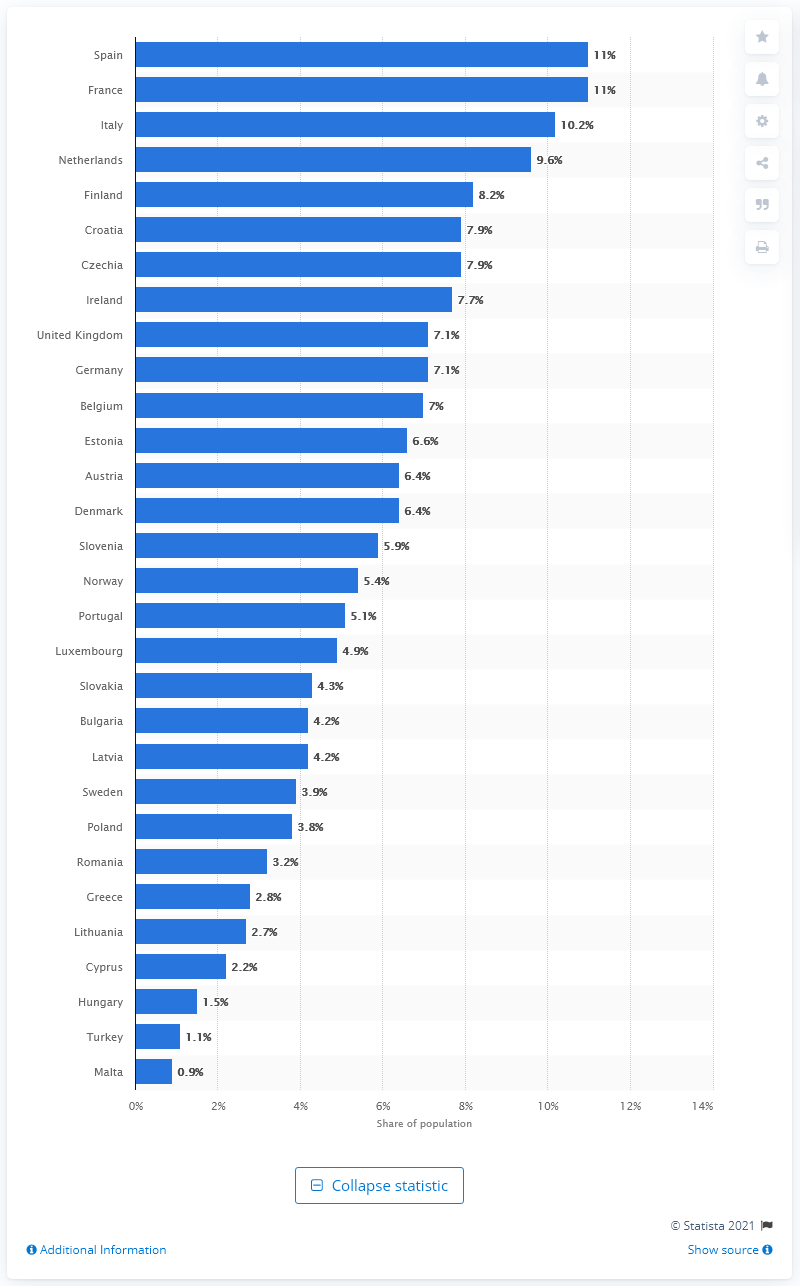 Spain 11%
France 11%
Italy 10.2%
Netherlands 9.6%
Finland 8.2%
Croatia 7.9%
Czechia 7.9%
Ireland 7.7%
United Kingdom 7.1%
Germany 7.1%
Belgium 7%
Estonia 6.6%
Austria 6.4%
Denmark 6.4%
Slovenia 5.9%
Norway 5.4%
Portugal 5.1%
Luxembourg 4.9%
Slovakia 4.3%
Bulgaria 4.2%
Latvia 4.2%
Sweden 3.9%
Poland 3.8%
Romania 3.2%
Greece 2.8%
Lithuania 2.7%
Cyprus 2.2%
Hungary 1.5%
Turkey 1.1%
Malta 0.9%
0% 2% 4% 6% 8% 10% 12% 14%
Share of population
Collapse statistic
© Statista 2021
Additional Information Show source